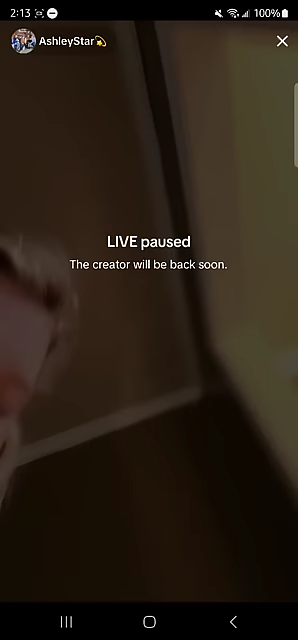 2:13 100%
AshleyStar💫
LIVE paused
The creator will be back soon.